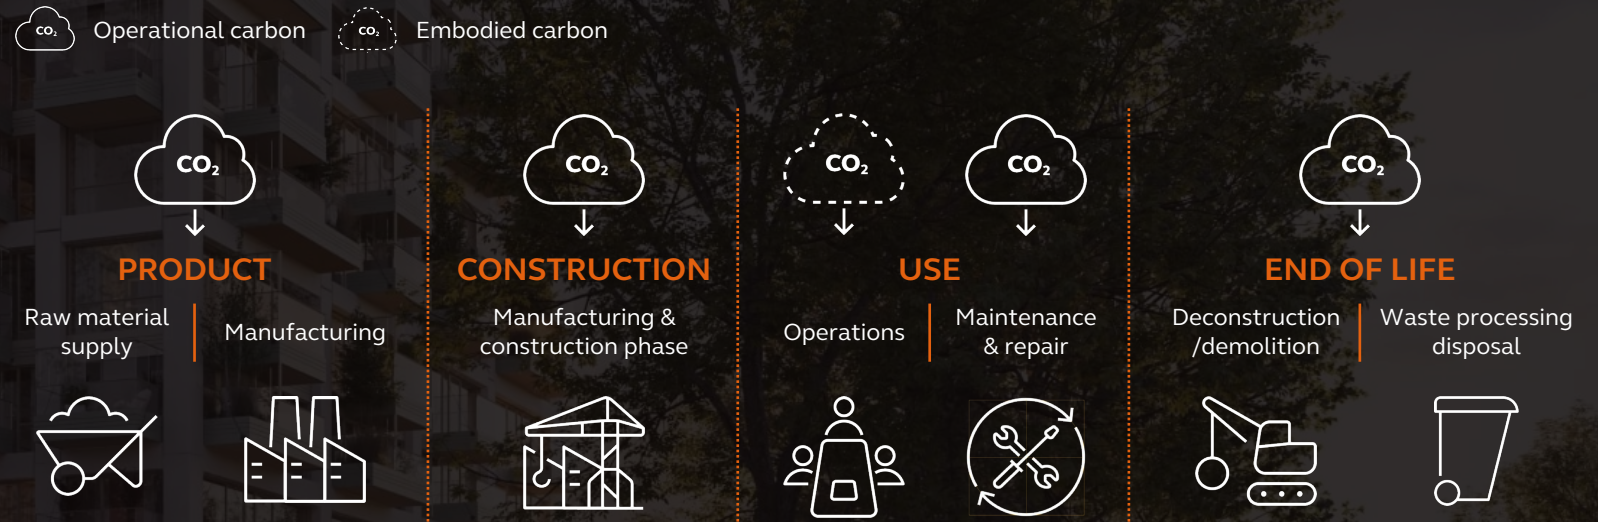 CO₂ Operational carbon
CO₂ Embodied carbon
CO₂
PRODUCT
Raw material
supply
Manufacturing
CO₂
CONSTRUCTION
Manufacturing &
construction phase
CO₂
CO₂
USE
Operations
Maintenance
& repair
CO₂
END OF LIFE
Deconstruction
/demolition
Waste processing
disposal